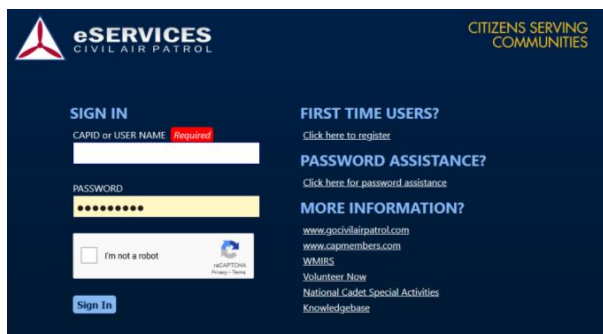 eSERVICES
CIVIL AIR PATROL
CITIZENS SERVING
COMMUNITIES
SIGN IN
CAPID or USER NAME Required
PASSWORD
●●●●●●●●●
I'm not a robot
reCAPTCHA
Privacy - Terms
Sign In
FIRST TIME USERS?
Click here to register
PASSWORD ASSISTANCE?
Click here for password assistance
MORE INFORMATION?
www.gocivilairpatrol.com
www.capmembers.com
WMIRS
Volunteer Now
National Cadet Special Activities
Knowledgebase